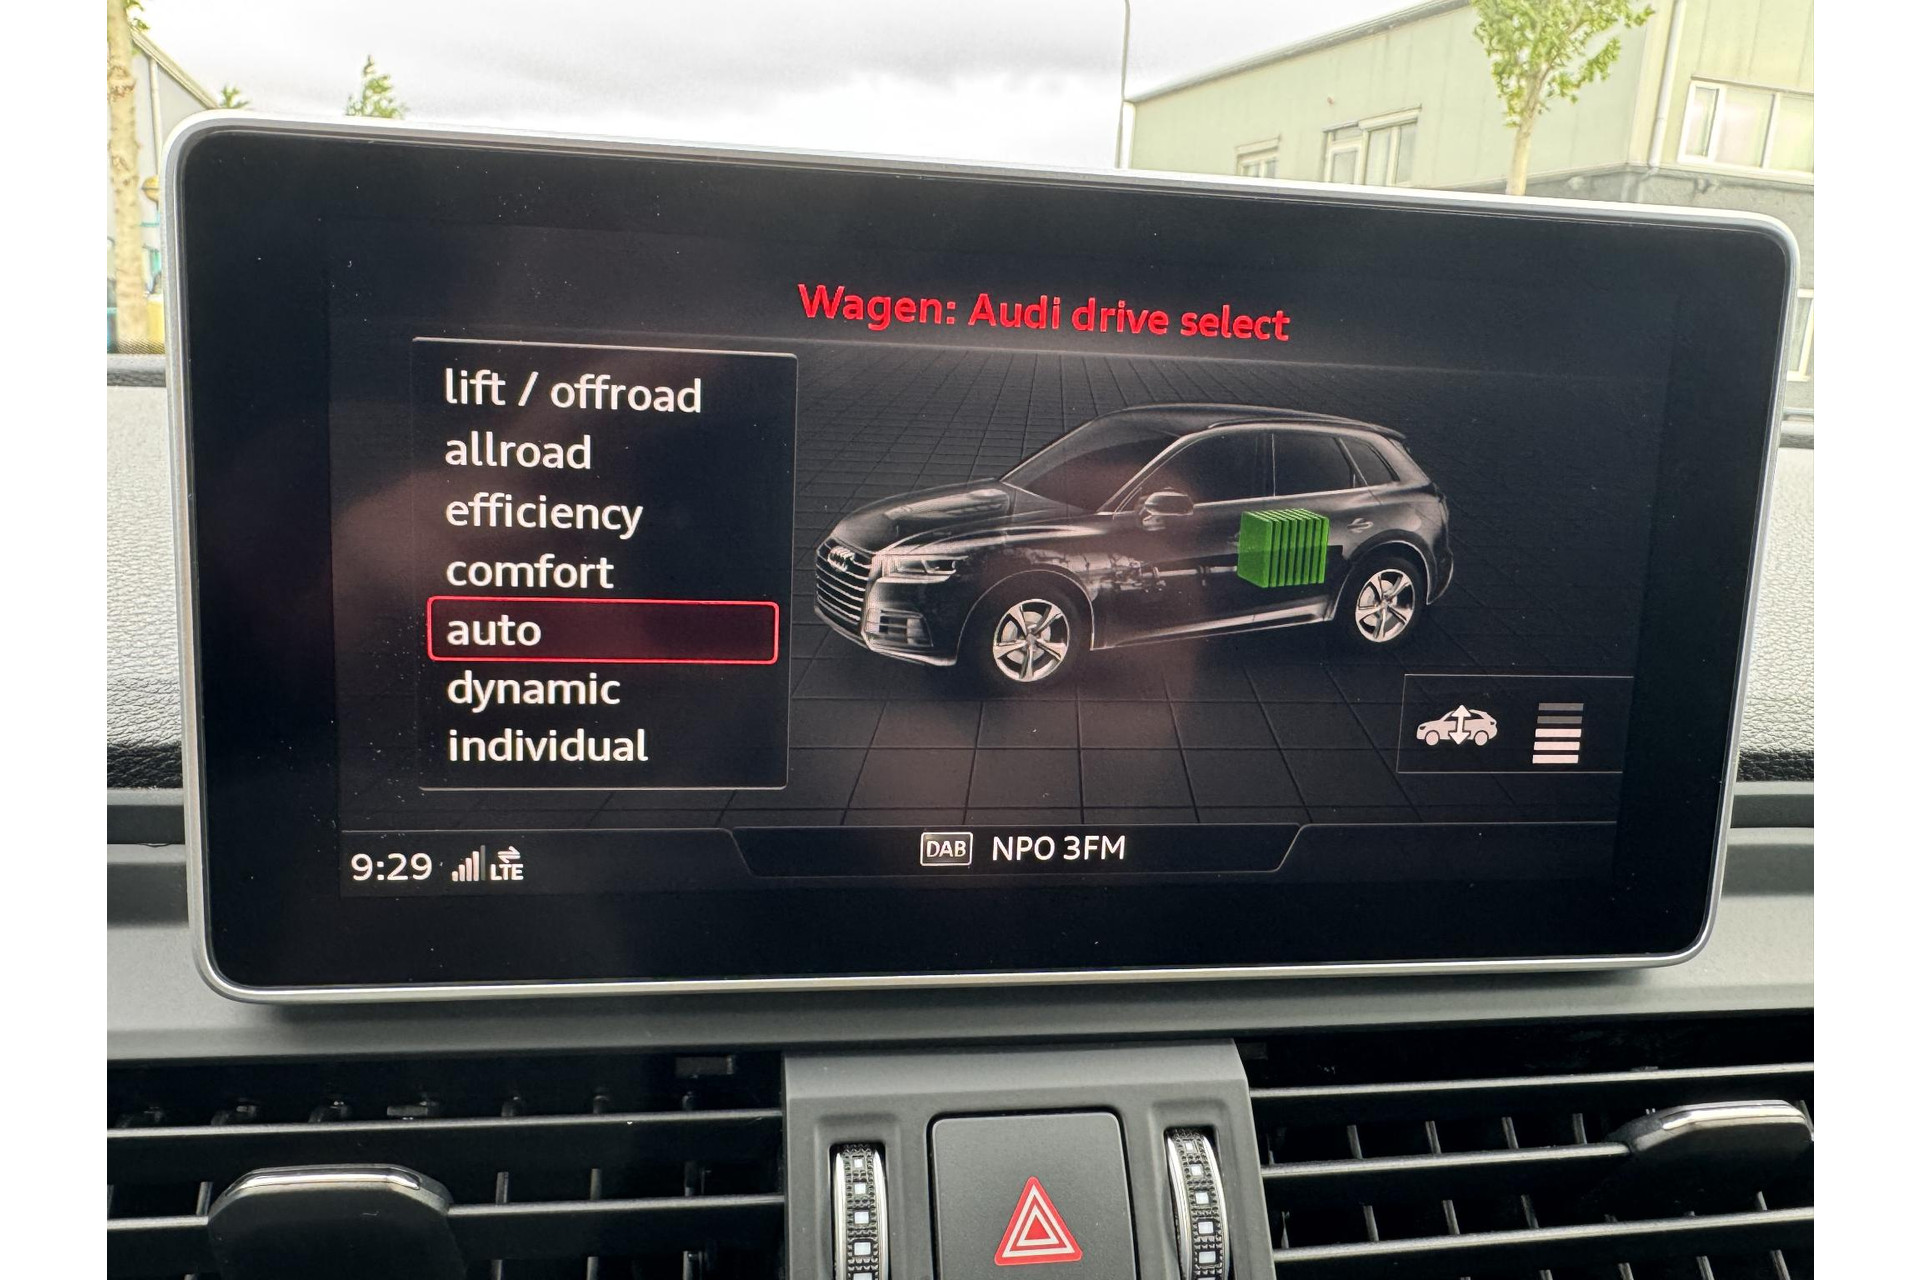 Wagen: Audi drive select
lift / offroad
allroad
efficiency
comfort
auto
dynamic
individual
9:29 LTE
DAB NPO 3FM